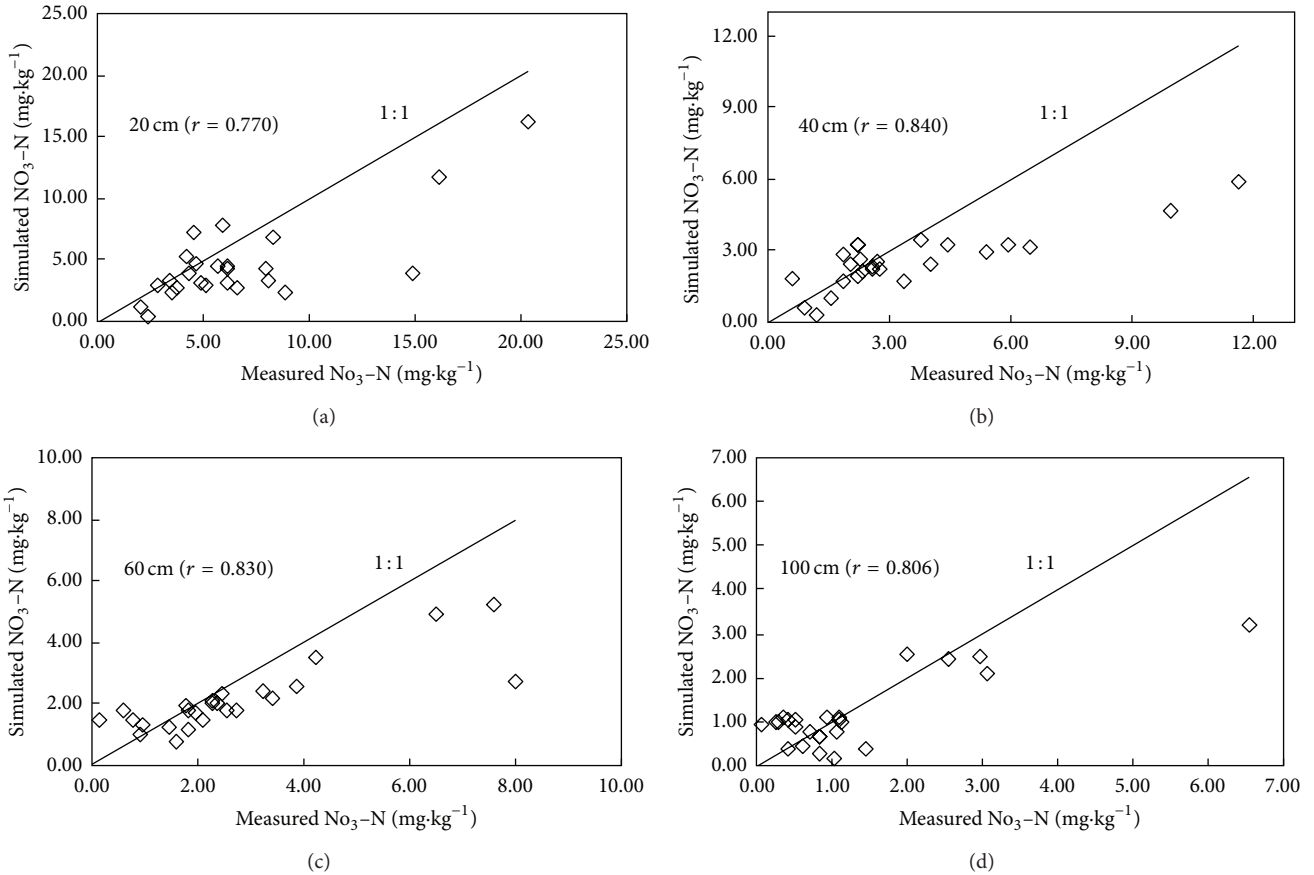 25.00
20.00
15.00
10.00
5.00
0.00
Simulated NO₃–N (mg·kg⁻¹)
20 cm (r = 0.770)
1 : 1
0.00 5.00 10.00 15.00 20.00 25.00
Measured No₃–N (mg·kg⁻¹)
(a)
12.00
9.00
6.00
3.00
0.00
Simulated NO₃–N (mg·kg⁻¹)
40 cm (r = 0.840)
1 : 1
0.00 3.00 6.00 9.00 12.00
Measured No₃–N (mg·kg⁻¹)
(b)
10.00
8.00
6.00
4.00
2.00
0.00
Simulated NO₃–N (mg·kg⁻¹)
60 cm (r = 0.830)
1 : 1
0.00 2.00 4.00 6.00 8.00 10.00
Measured No₃–N (mg·kg⁻¹)
(c)
7.00
6.00
5.00
4.00
3.00
2.00
1.00
0.00
Simulated NO₃–N (mg·kg⁻¹)
100 cm (r = 0.806)
1 : 1
0.00 1.00 2.00 3.00 4.00 5.00 6.00 7.00
Measured No₃–N (mg·kg⁻¹)
(d)